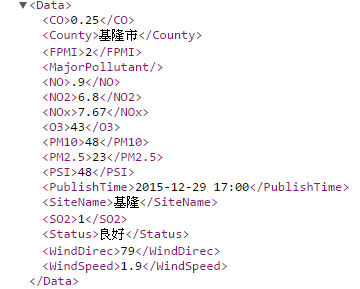 ▼<Data>
<CO>0.25</CO>
<County>基隆市</County>
<FPMI>2</FPMI>
<MajorPollutant/>
<NO>.9</NO>
<NO2>6.8</NO2>
<NOx>7.67</NOx>
<O3>43</O3>
<PM10>48</PM10>
<PM2.5>23</PM2.5>
<PSI>48</PSI>
<PublishTime>2015-12-29 17:00</PublishTime>
<SiteName>基隆</SiteName>
<SO2>1</SO2>
<Status>良好</Status>
<WindDirec>79</WindDirec>
<WindSpeed>1.9</WindSpeed>
</Data>